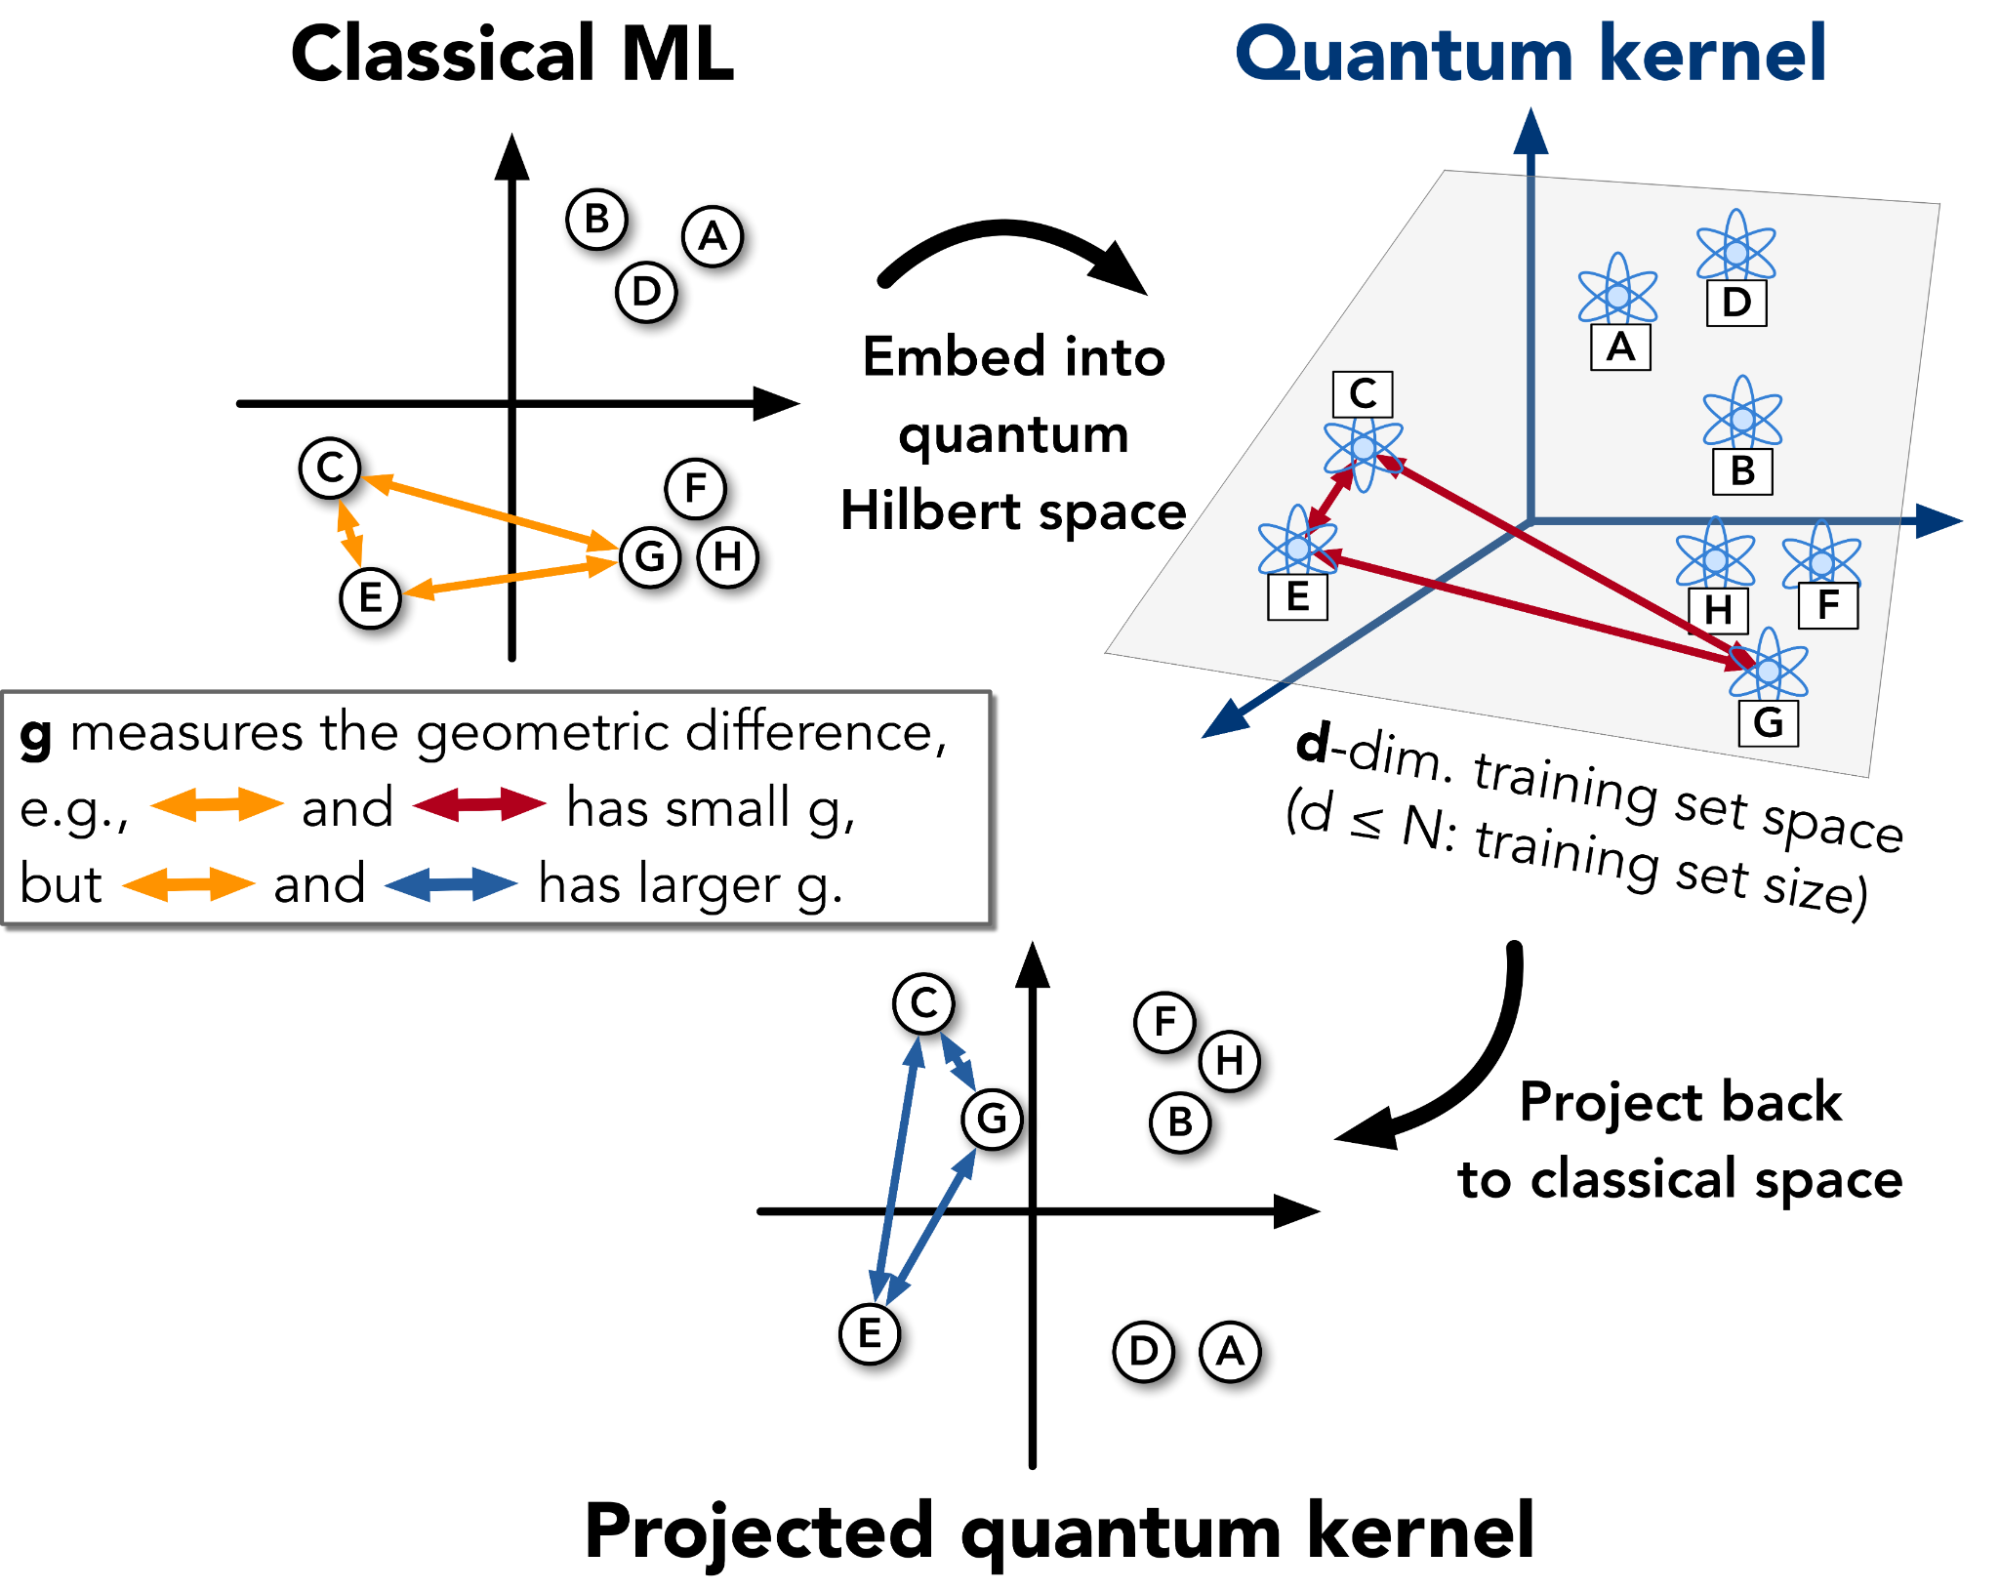 Classical ML
Quantum kernel
B
A
D
C
F
G
H
E
Embed into
quantum
Hilbert space
D
A
C
B
E
H
F
G
d-dim. training set space
(d ≤ N: training set size)
g measures the geometric difference,
e.g., and has small g,
but and has larger g.
C
F
H
G
B
E
D
A
Project back
to classical space
Projected quantum kernel